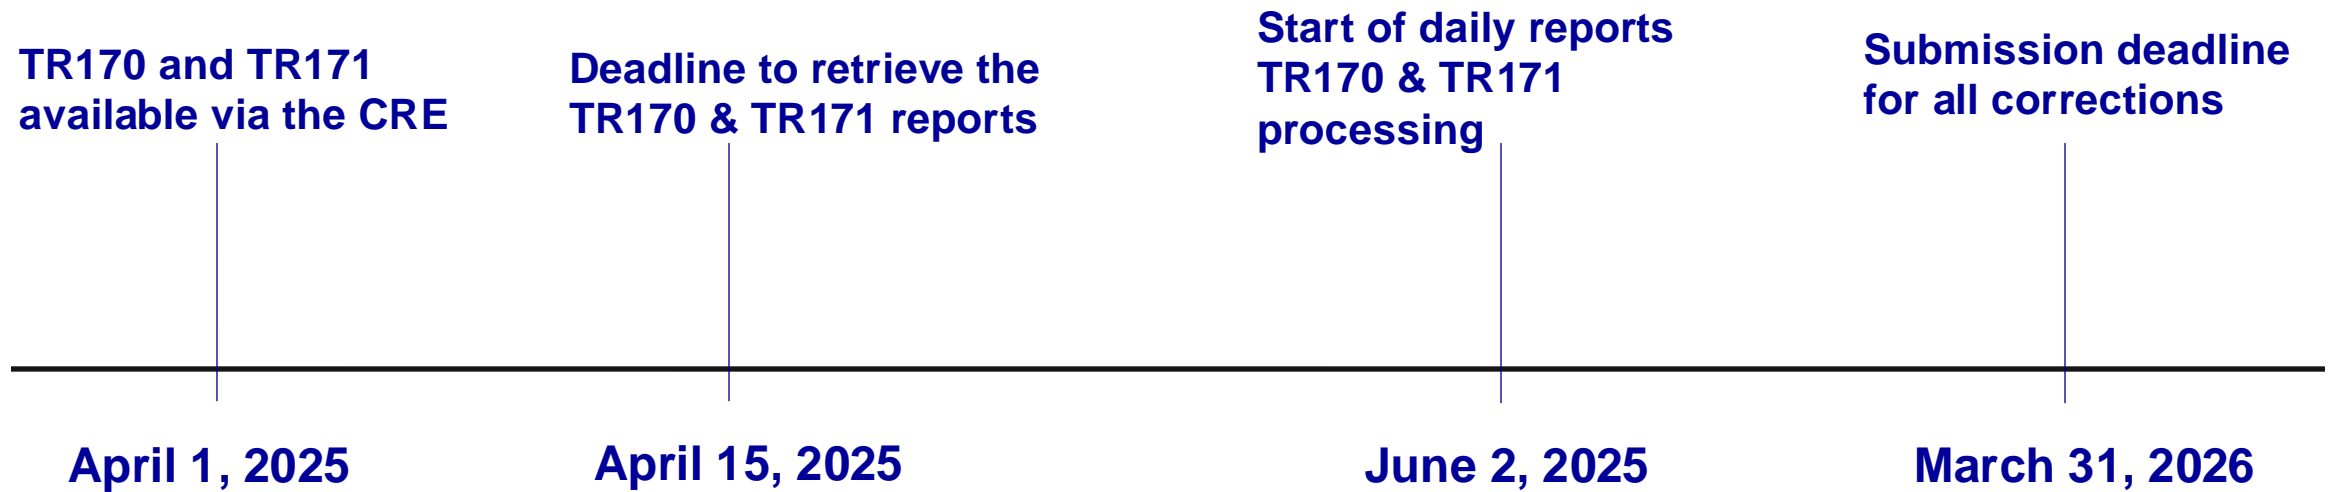 TR170 and TR171
available via the CRE
Deadline to retrieve the
TR170 & TR171 reports
Start of daily reports
TR170 & TR171
processing
Submission deadline
for all corrections
April 1, 2025
April 15, 2025
June 2, 2025
March 31, 2026